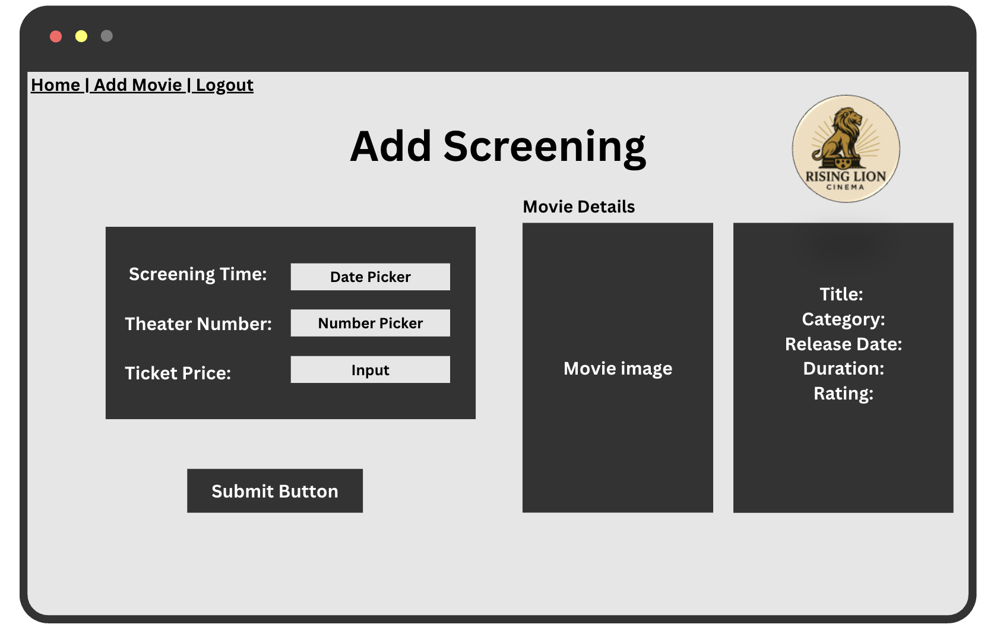 Home | Add Movie | Logout
Add Screening
RISING LION
CINEMA
Movie Details
Screening Time:
Date Picker
Theater Number:
Number Picker
Ticket Price:
Input
Submit Button
Movie image
Title:
Category:
Release Date:
Duration:
Rating: